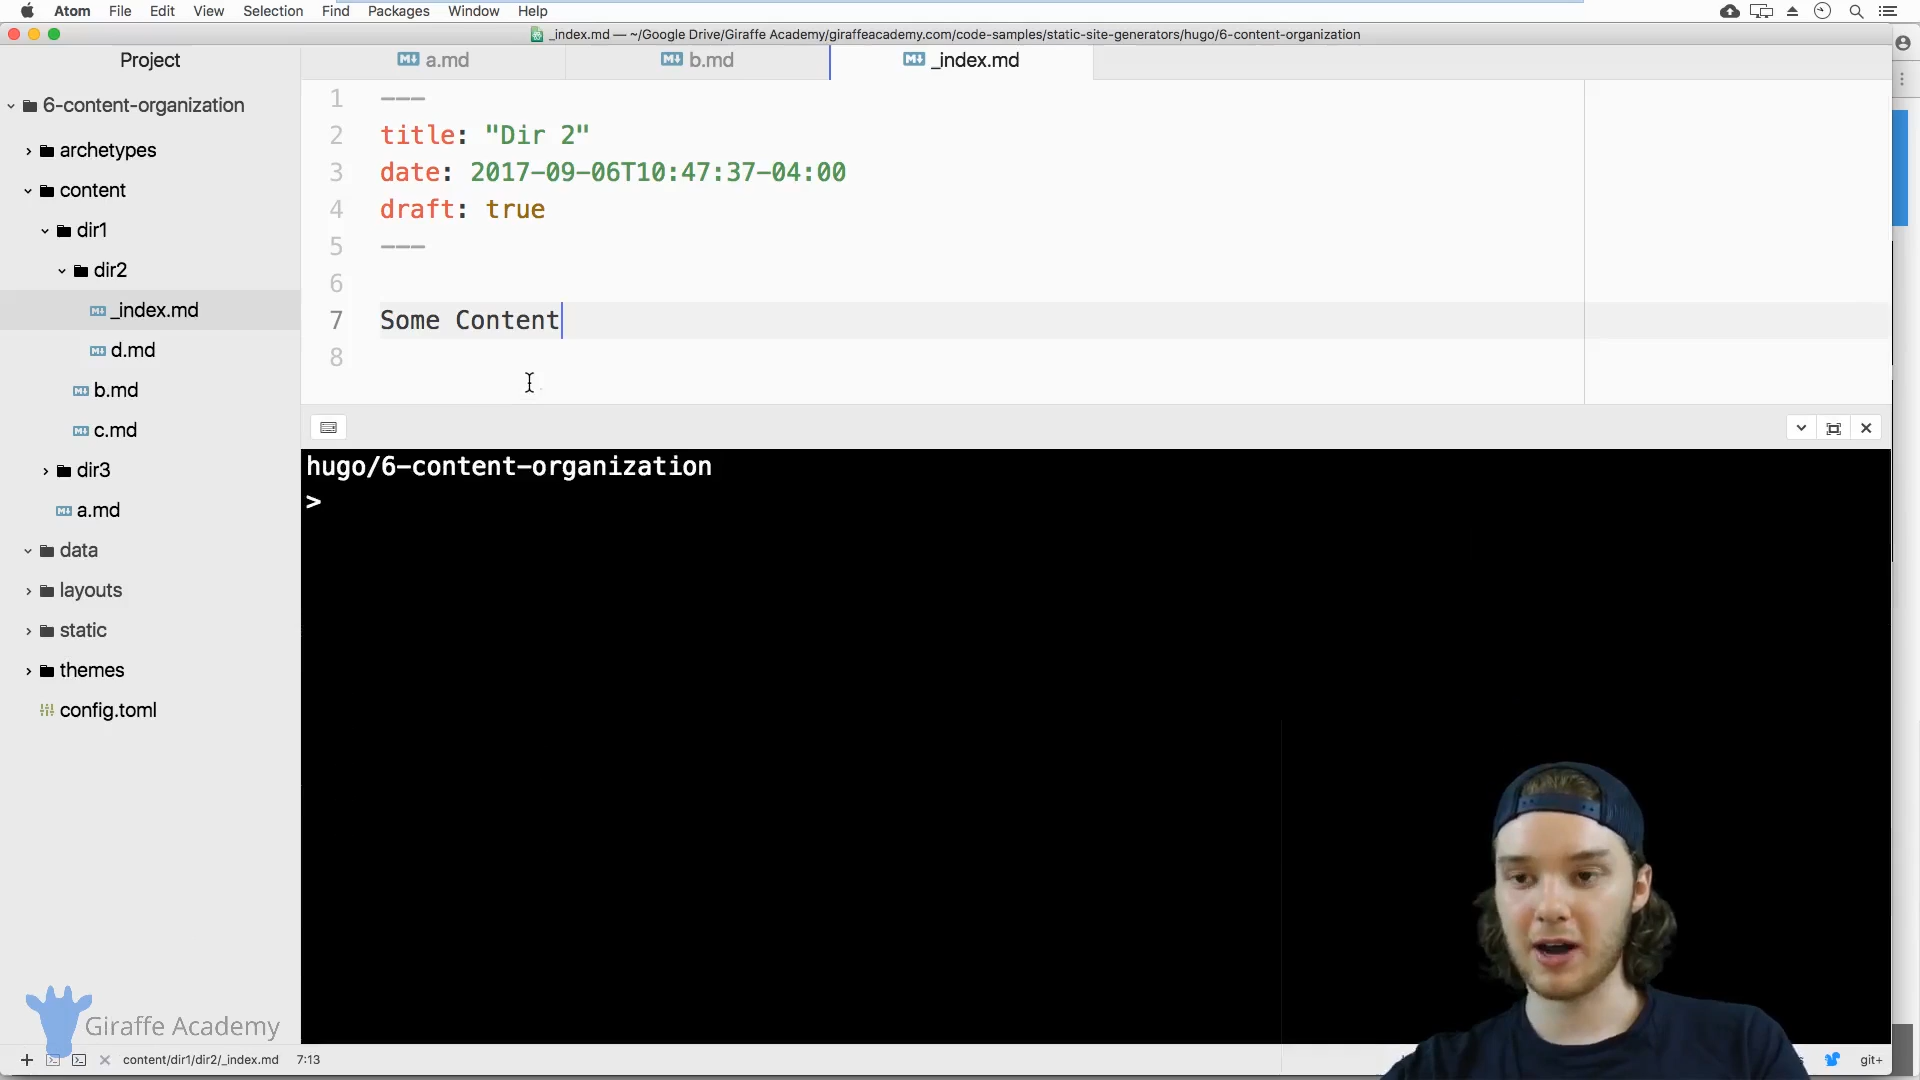 Atom File Edit View Selection Find Packages Window Help
_index.md — ~/Google Drive/Giraffe Academy/giraffeacademy.com/code-samples/static-site-generators/hugo/6-content-organization
Project
a.md
b.md
_index.md
6-content-organization
archetypes
content
dir1
dir2
_index.md
d.md
b.md
c.md
dir3
a.md
data
layouts
static
themes
config.toml
1 ---
2 title: "Dir 2"
3 date: 2017-09-06T10:47:37-04:00
4 draft: true
5 ---
6
7 Some Content
8
hugo/6-content-organization
>
Giraffe Academy
content/dir1/dir2/_index.md 7:13
git+